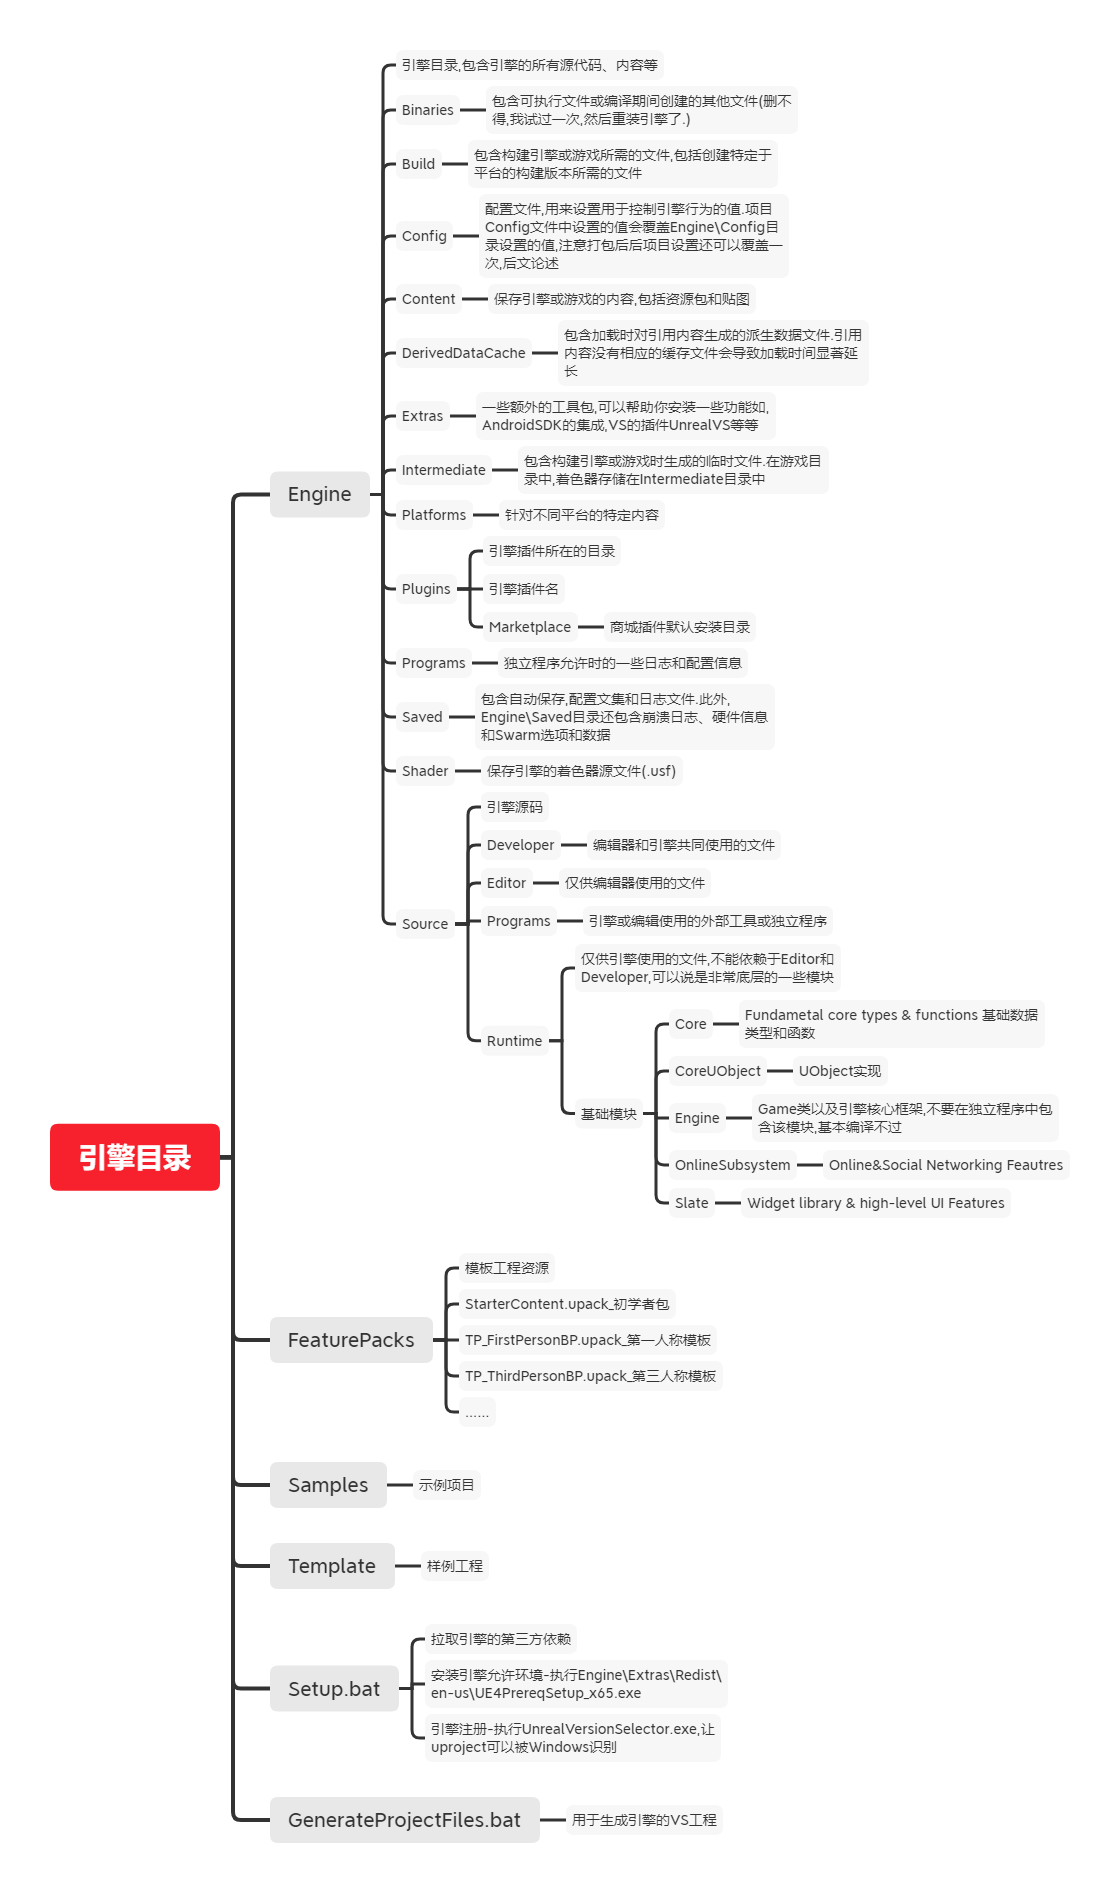 引擎目录
Engine
引擎目录,包含引擎的所有源代码、内容等
Binaries
包含可执行文件或编译期间创建的其他文件(删不
得,我试过一次,然后重装引擎了.)
Build
包含构建引擎或游戏所需的文件,包括创建特定于
平台的构建版本所需的文件
Config
配置文件,用来设置用于控制引擎行为的值.项目
Config文件中设置的值会覆盖Engine\Config目
录设置的值,注意打包后后项目设置还可以覆盖一
次,后文论述
Content
保存引擎或游戏的内容,包括资源包和贴图
DerivedDataCache
包含加载时对引用内容生成的派生数据文件.引用
内容没有相应的缓存文件会导致加载时间显著延
长
Extras
一些额外的工具包,可以帮助你安装一些功能如,
AndroidSDK的集成,VS的插件UnrealVS等等
Intermediate
包含构建引擎或游戏时生成的临时文件.在游戏目
录中,着色器存储在Intermediate目录中
Platforms
针对不同平台的特定内容
Plugins
引擎插件所在的目录
引擎插件名
Marketplace
商城插件默认安装目录
Programs
独立程序允许时的一些日志和配置信息
Saved
包含自动保存,配置文集和日志文件.此外,
Engine\Saved目录还包含崩溃日志、硬件信息
和Swarm选项和数据
Shader
保存引擎的着色器源文件(.usf)
Source
引擎源码
Developer
编辑器和引擎共同使用的文件
Editor
仅供编辑器使用的文件
Programs
引擎或编辑使用的外部工具或独立程序
Runtime
仅供引擎使用的文件,不能依赖于Editor和
Developer,可以说是非常底层的一些模块
基础模块
Core
Fundametal core types & functions 基础数据
类型和函数
CoreUObject
UObject实现
Engine
Game类以及引擎核心框架,不要在独立程序中包
含该模块,基本编译不过
OnlineSubsystem
Online&Social Networking Feautres
Slate
Widget library & high-level UI Features
FeaturePacks
模板工程资源
StarterContent.upack_初学者包
TP_FirstPersonBP.upack_第一人称模板
TP_ThirdPersonBP.upack_第三人称模板
……
Samples
示例项目
Template
样例工程
Setup.bat
拉取引擎的第三方依赖
安装引擎允许环境-执行Engine\Extras\Redist\
en-us\UE4PrereqSetup_x65.exe
引擎注册-执行UnrealVersionSelector.exe,让
uproject可以被Windows识别
GenerateProjectFiles.bat
用于生成引擎的VS工程